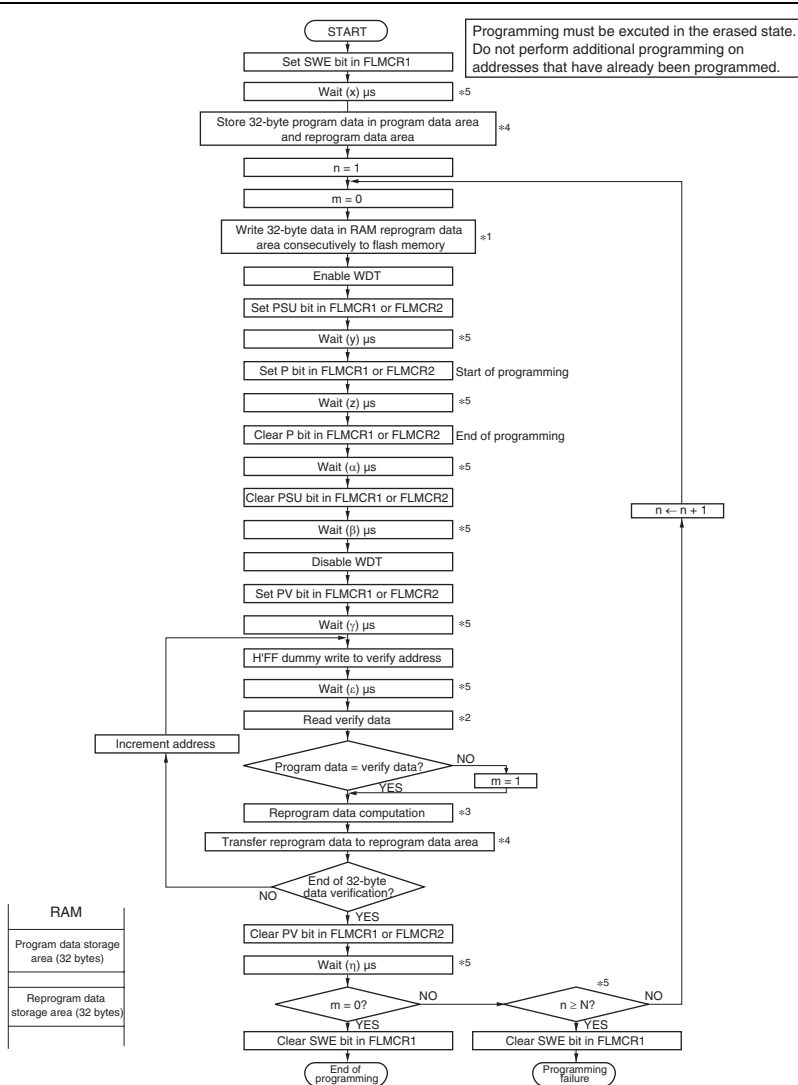 START
Programming must be excuted in the erased state.
Do not perform additional programming on
addresses that have already been programmed.
Set SWE bit in FLMCR1
Wait (x) µs
*5
Store 32-byte program data in program data area
and reprogram data area
*4
n = 1
m = 0
Write 32-byte data in RAM reprogram data
area consecutively to flash memory
*1
Enable WDT
Set PSU bit in FLMCR1 or FLMCR2
Wait (y) µs
*5
Set P bit in FLMCR1 or FLMCR2
Start of programming
Wait (z) µs
*5
Clear P bit in FLMCR1 or FLMCR2
End of programming
Wait (α) µs
*5
Clear PSU bit in FLMCR1 or FLMCR2
n ← n + 1
Wait (β) µs
*5
Disable WDT
Set PV bit in FLMCR1 or FLMCR2
Wait (γ) µs
*5
H'FF dummy write to verify address
Wait (ε) µs
*5
Read verify data
*2
Increment address
Program data = verify data?
NO
m = 1
YES
Reprogram data computation
*3
Transfer reprogram data to reprogram data area
*4
End of 32-byte
data verification?
NO
YES
RAM
Program data storage
area (32 bytes)
Reprogram data
storage area (32 bytes)
Clear PV bit in FLMCR1 or FLMCR2
Wait (η) µs
*5
m = 0?
NO
*5
n ≥ N?
NO
YES
YES
Clear SWE bit in FLMCR1
Clear SWE bit in FLMCR1
End of
programming
Programming
failure